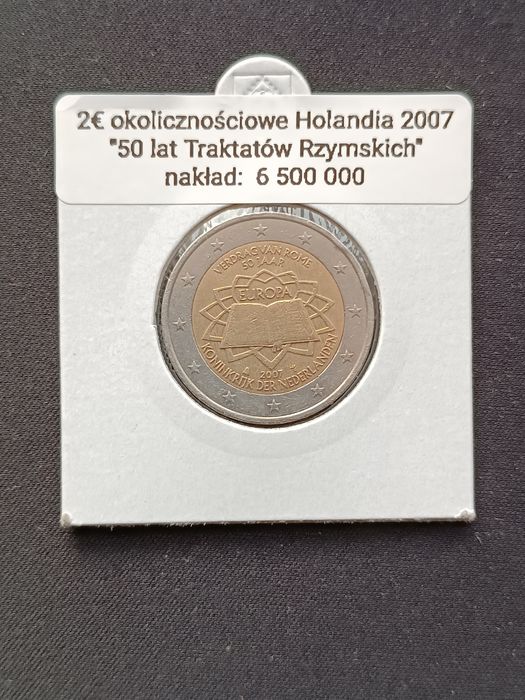 2€ okolicznościowe Holandia 2007
"50 lat Traktatów Rzymskich"
nakład: 6 500 000
VERDRAG VAN ROME
50 JAAR
EUROPA
2007
KONINKRIJK DER NEDERLANDEN